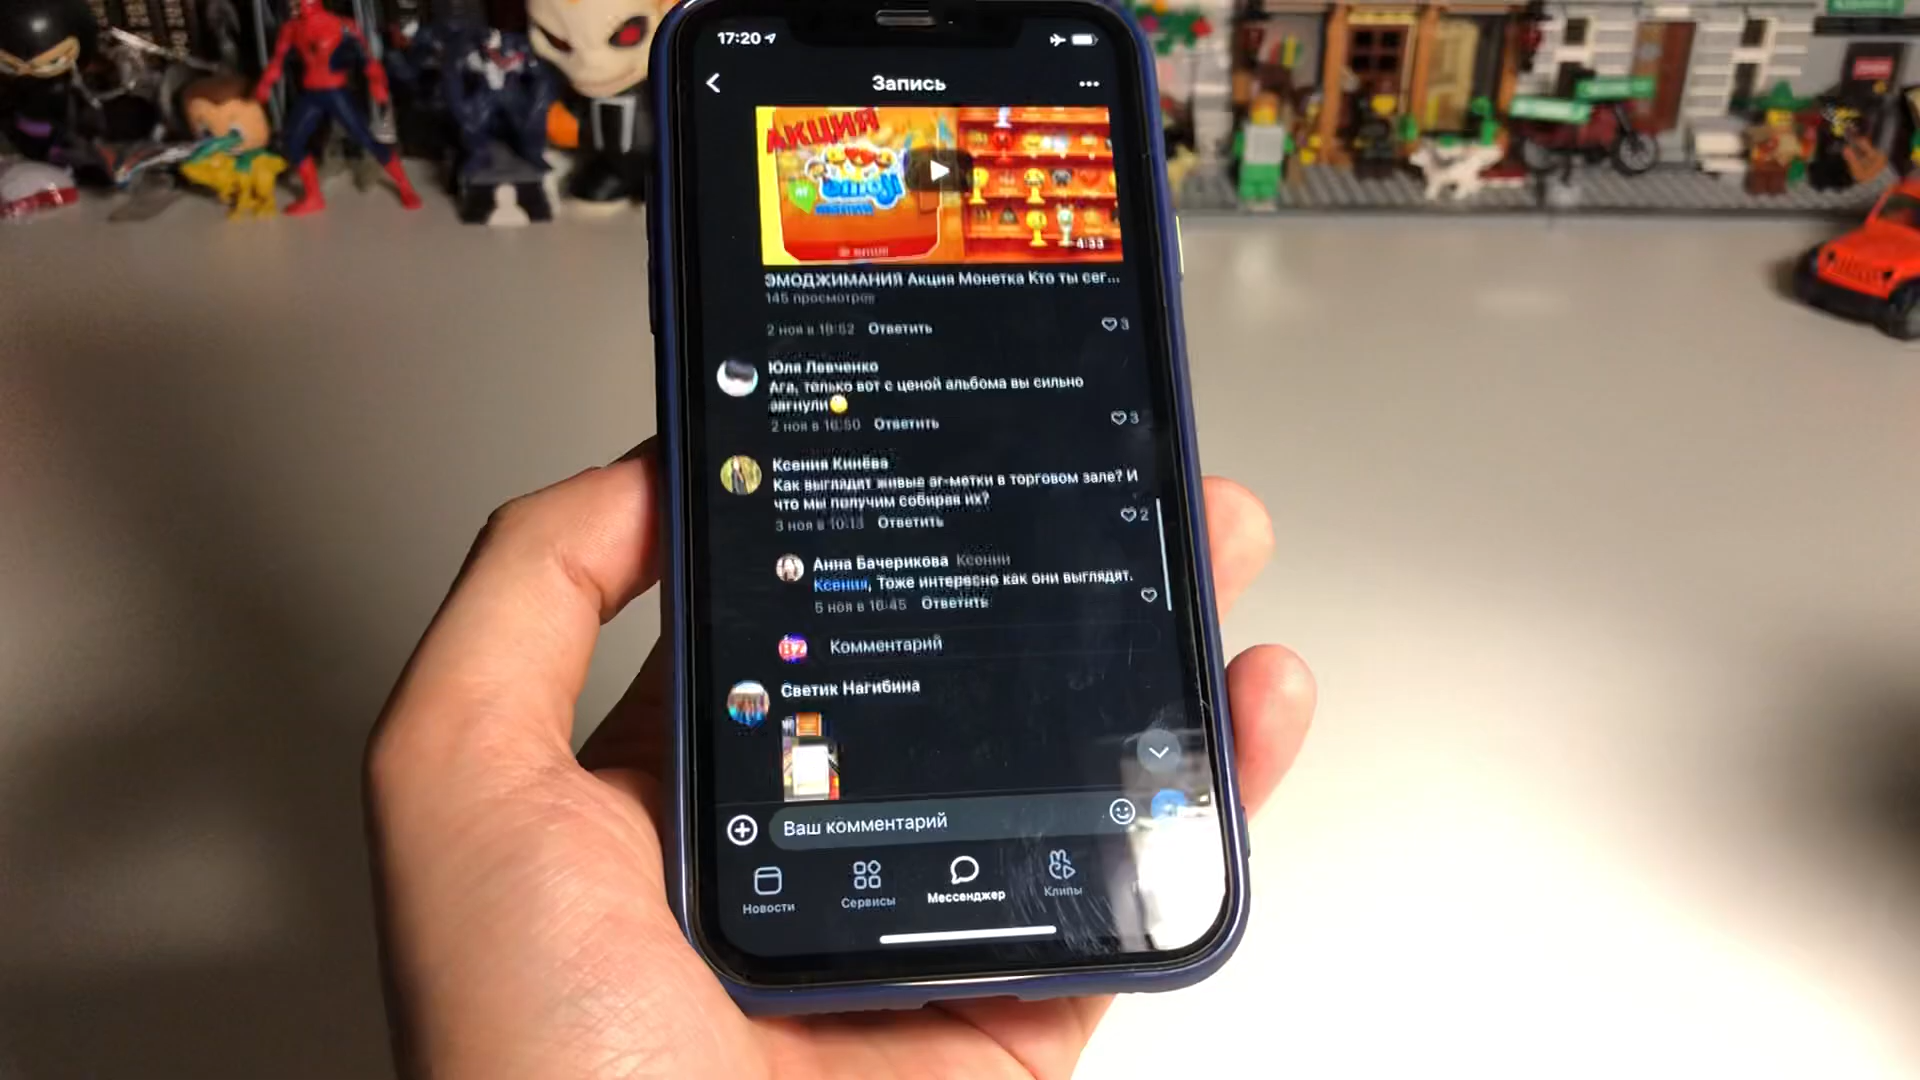 17:20
Запись
АКЦИЯ
emoji
4:33
ЭМОДЖИМАНИЯ Акция Монетка Кто ты сег...
145 просмотров
2 ноя в 16:52 Ответить 3
Юля Левченко
Ага, только вот с ценой альбома вы сильно
загнули
2 ноя в 16:50 Ответить 3
Ксения Кинёва
Как выглядят живые ar-метки в торговом зале? И
что мы получим собирая их?
3 ноя в 10:13 Ответить 2
Анна Бачерикова Ксении
Ксения, Тоже интересно как они выглядят.
5 ноя в 16:45 Ответить
Комментарий
Светик Нагибина
Ваш комментарий
Новости
Сервисы
Мессенджер
Клипы